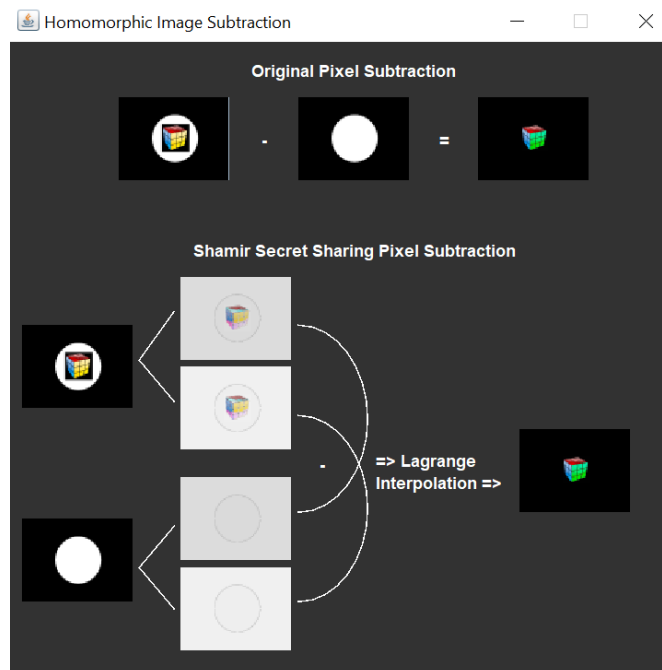 Homomorphic Image Subtraction
Original Pixel Subtraction
- =
Shamir Secret Sharing Pixel Subtraction
-
=> Lagrange
Interpolation =>